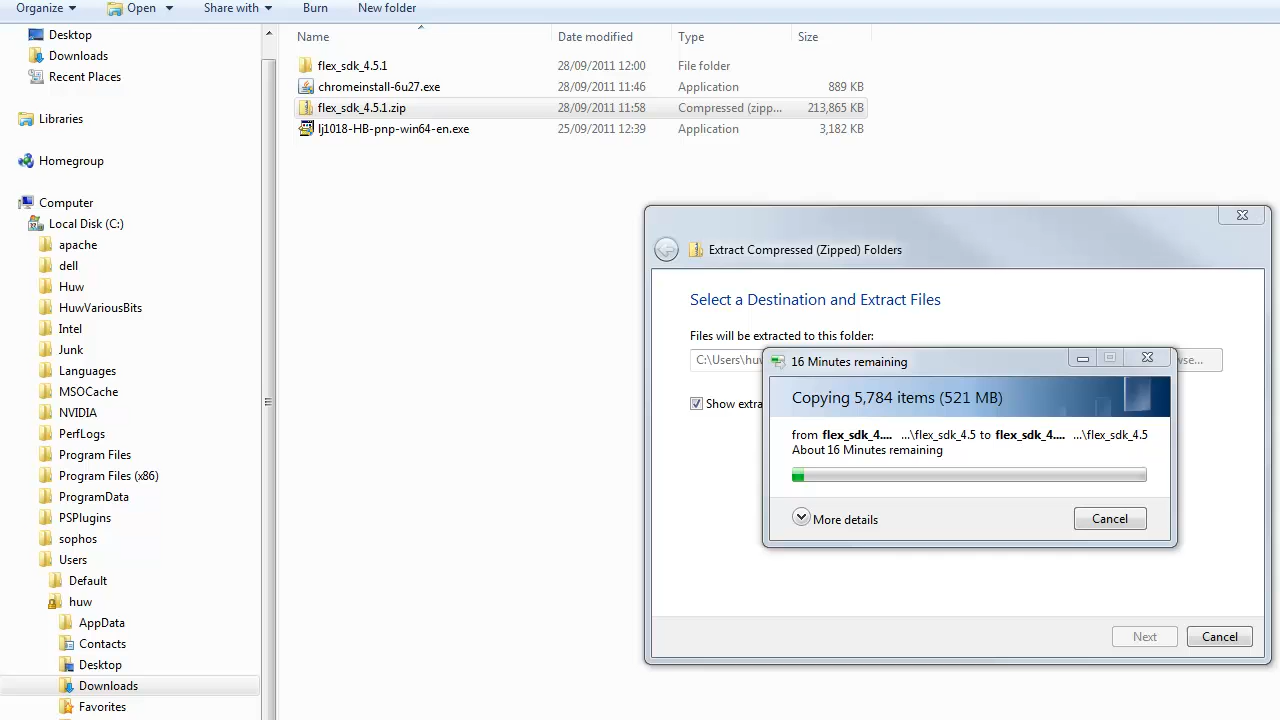 Organize Open Share with Burn New folder
Name Date modified Type Size
Desktop
Downloads
Recent Places
Libraries
Homegroup
Computer
Local Disk (C:)
apache
dell
Huw
HuwVariousBits
Intel
Junk
Languages
MSOCache
NVIDIA
PerfLogs
Program Files
Program Files (x86)
ProgramData
PSPlugins
sophos
Users
Default
huw
AppData
Contacts
Desktop
Downloads
Favorites
flex_sdk_4.5.1 28/09/2011 12:00 File folder
chromeinstall-6u27.exe 28/09/2011 11:46 Application 889 KB
flex_sdk_4.5.1.zip 28/09/2011 11:58 Compressed (zipp... 213,865 KB
lj1018-HB-pnp-win64-en.exe 25/09/2011 12:39 Application 3,182 KB
Extract Compressed (Zipped) Folders
Select a Destination and Extract Files
Files will be extracted to this folder:
C:\Users\huw
Show extra
16 Minutes remaining
Copying 5,784 items (521 MB)
from flex_sdk_4.... ...\flex_sdk_4.5 to flex_sdk_4.... ...\flex_sdk_4.5
About 16 Minutes remaining
More details Cancel
Next Cancel